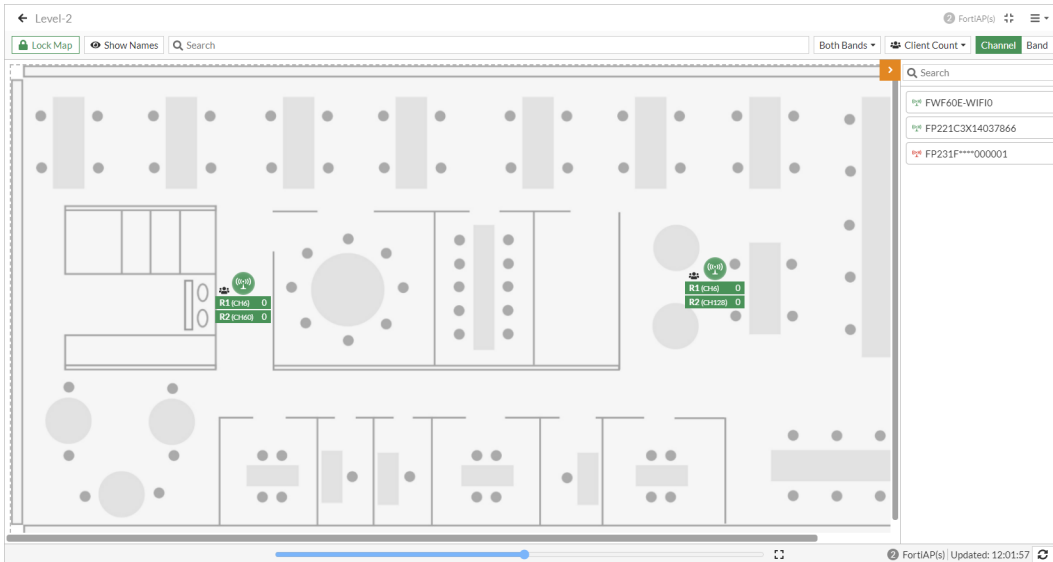 Level-2
2 FortiAP(s)
Lock Map Show Names Search Both Bands Client Count Channel Band
Search
FWF60E-WIFI0
FP221C3X14037866
FP231F****000001
R1 (CH6) 0
R2 (CH60) 0
R1 (CH6) 0
R2 (CH128) 0
2 FortiAP(s) Updated: 12:01:57